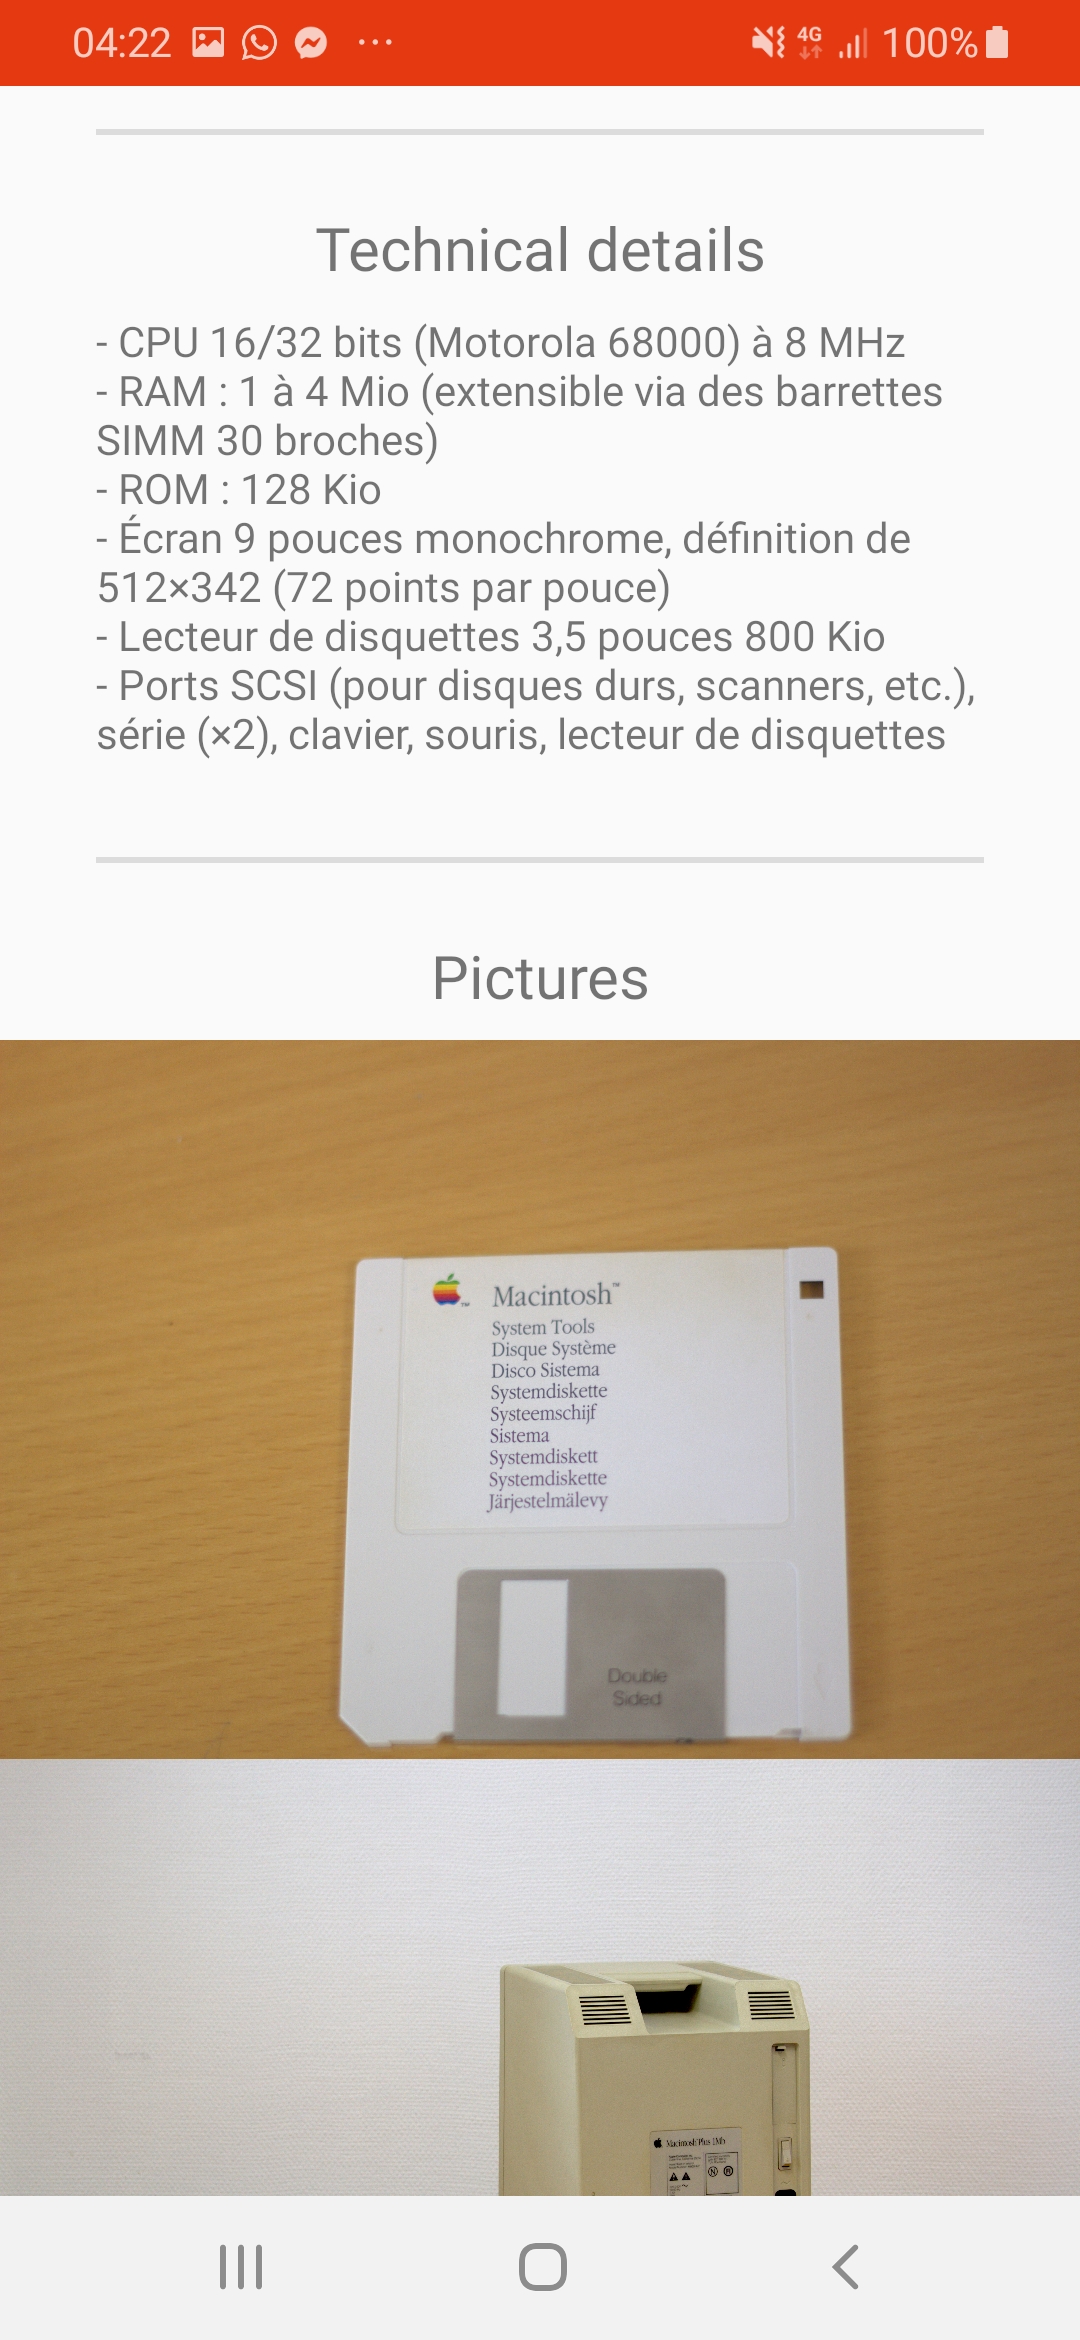 04:22
4G
100%
Technical details
- CPU 16/32 bits (Motorola 68000) à 8 MHz
- RAM : 1 à 4 Mio (extensible via des barrettes
SIMM 30 broches)
- ROM : 128 Kio
- Écran 9 pouces monochrome, définition de
512×342 (72 points par pouce)
- Lecteur de disquettes 3,5 pouces 800 Kio
- Ports SCSI (pour disques durs, scanners, etc.),
série (×2), clavier, souris, lecteur de disquettes
Pictures
Macintosh™
System Tools
Disque Système
Disco Sistema
Systemdiskette
Systeemschijf
Sistema
Systemdiskett
Systemdiskette
Järjestelmälevy
Double
Sided
Macintosh Plus 1Mb